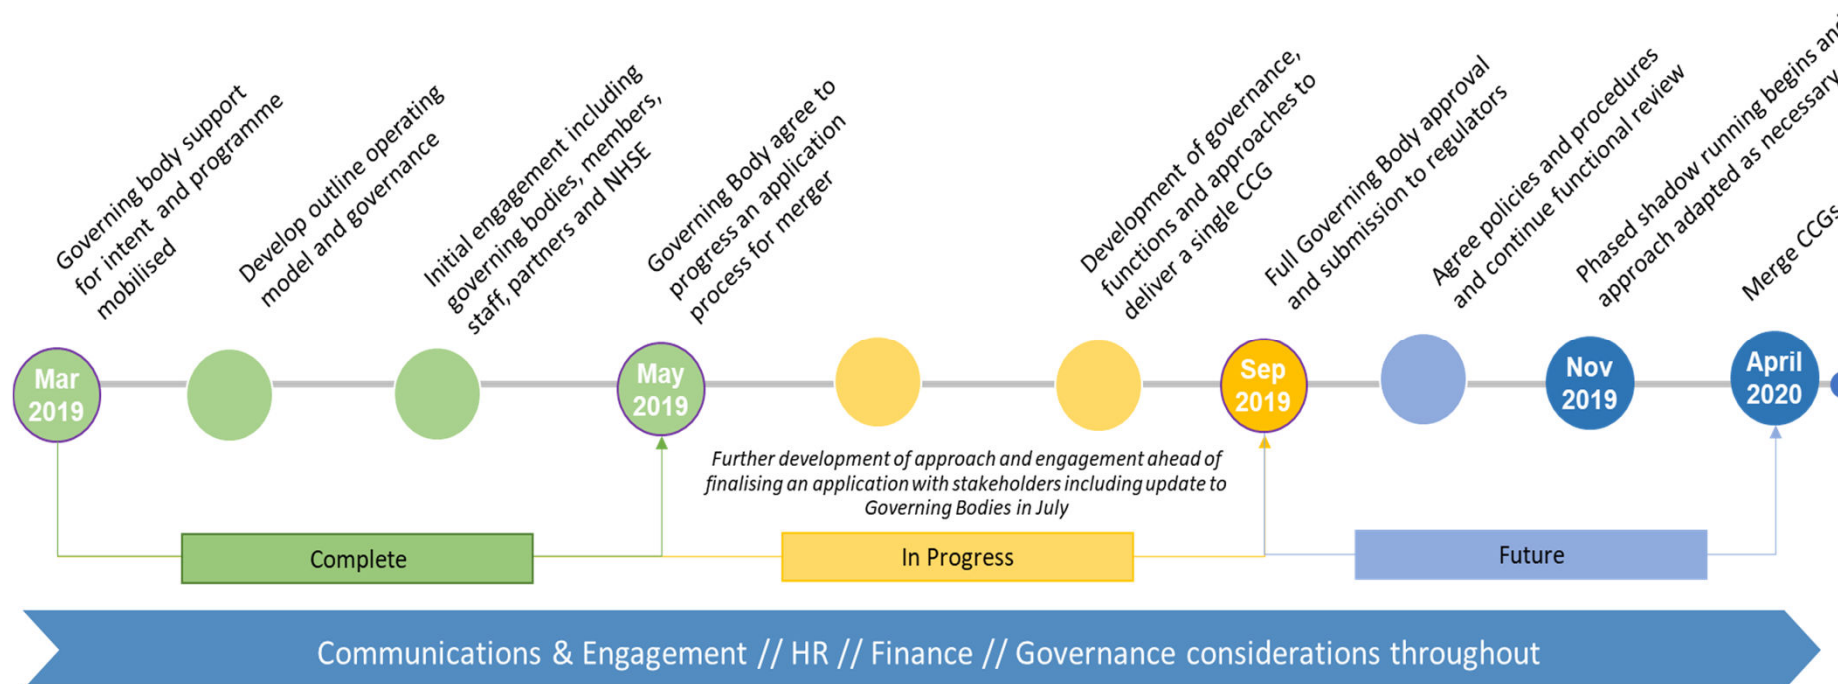 Governing body support
for intent and programme
mobilised
Develop outline operating
model and governance
Initial engagement including
governing bodies, members,
staff, partners and NHSE
Governing Body agree to
progress an application
process for merger
Development of governance,
functions and approaches to
deliver a single CCG
Full Governing Body approval
and submission to regulators
Agree policies and procedures
and continue functional review
Phased shadow running begins and
approach adapted as necessary
Merge CCGs
Mar
2019
May
2019
Sep
2019
Nov
2019
April
2020
Further development of approach and engagement ahead of
finalising an application with stakeholders including update to
Governing Bodies in July
Complete
In Progress
Future
Communications & Engagement // HR // Finance // Governance considerations throughout